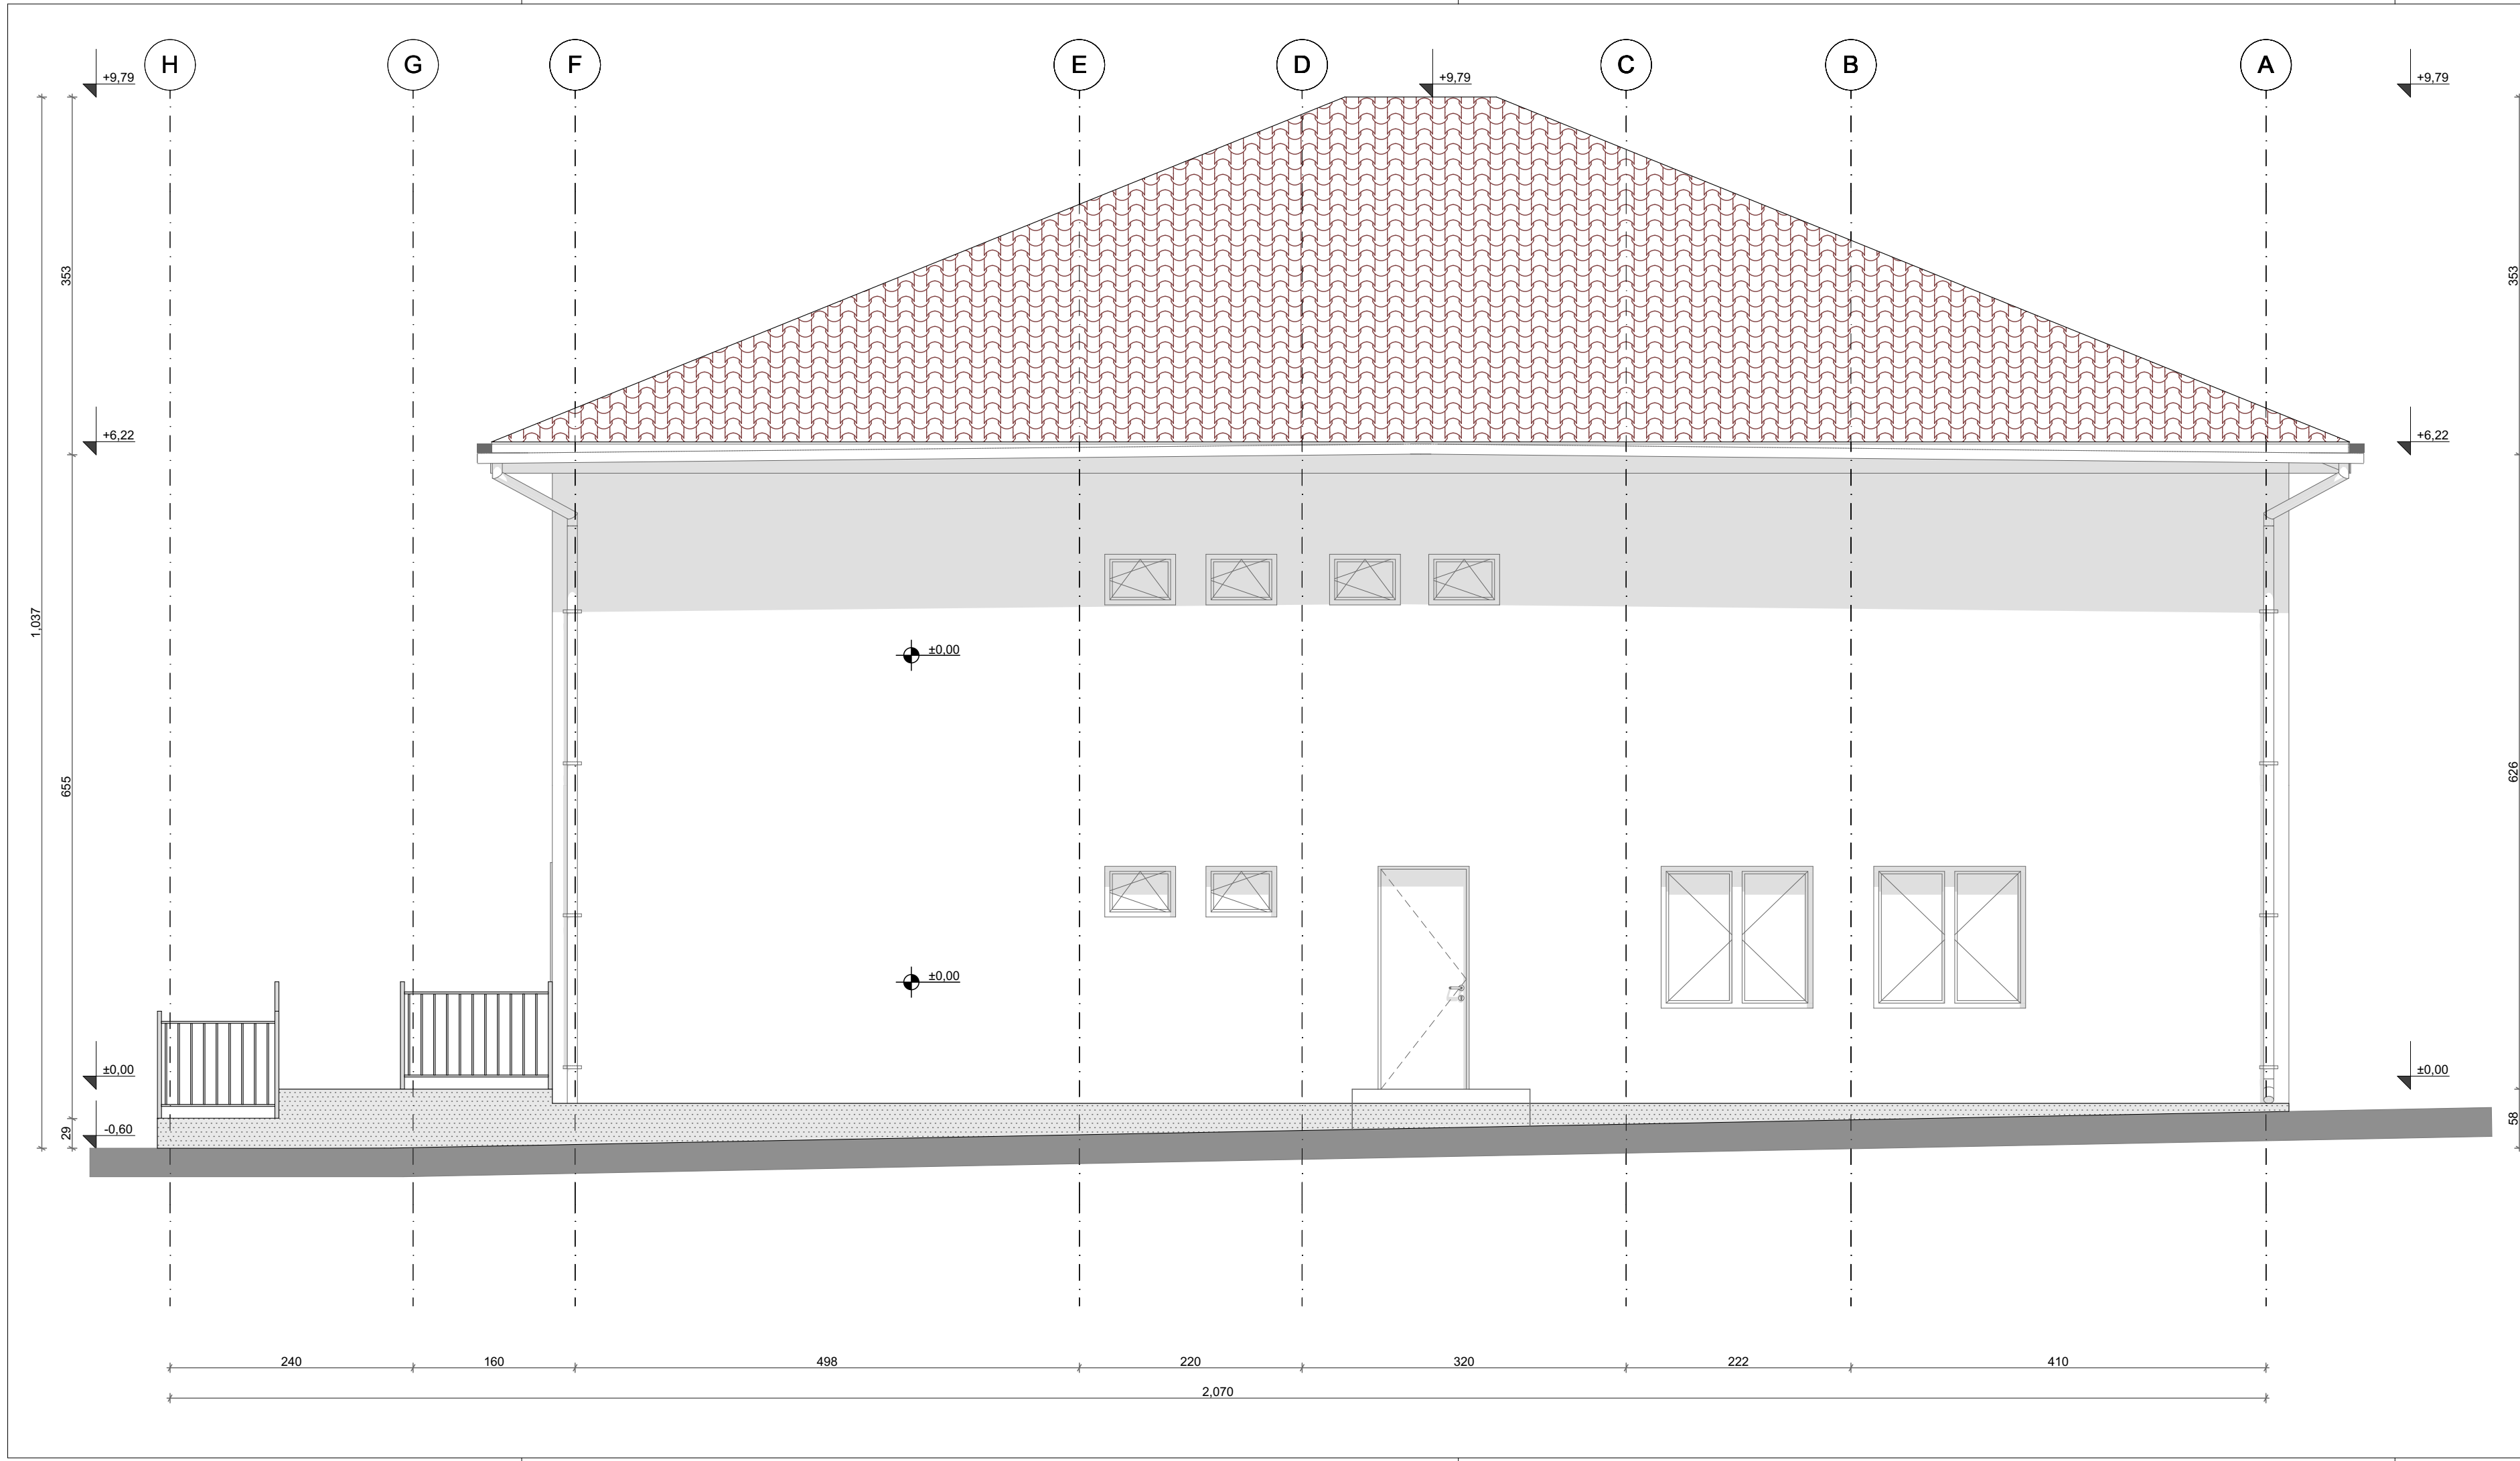 H G F E D C B A
+9,79 +9,79 +9,79
353 353
+6,22 +6,22
1,037
±0,00
655 626
±0,00
±0,00 ±0,00
29 -0,60 58
240 160 498 220 320 222 410
2,070